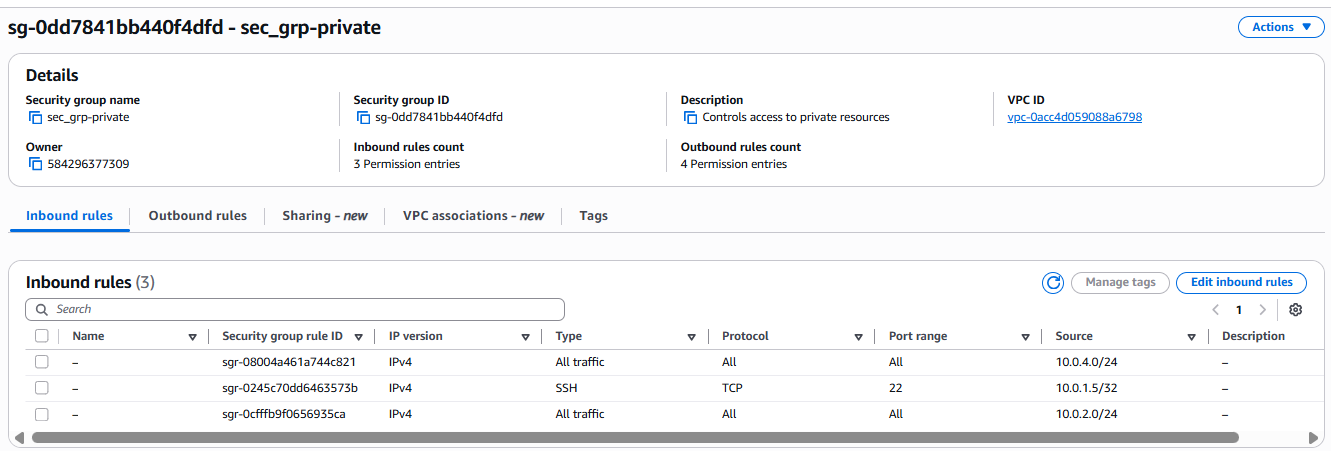 sg-0dd7841bb440f4dfd - sec_grp-private
Actions
Details
Security group name
Security group ID
Description
VPC ID
sec_grp-private
sg-0dd7841bb440f4dfd
Controls access to private resources
vpc-0acc4d059088a6798
Owner
Inbound rules count
Outbound rules count
584296377309
3 Permission entries
4 Permission entries
Inbound rules
Outbound rules
Sharing - new
VPC associations - new
Tags
Inbound rules (3)
Manage tags
Edit inbound rules
Search
1
Name Security group rule ID IP version Type Protocol Port range Source Description
– sgr-08004a461a744c821 IPv4 All traffic All All 10.0.4.0/24 –
– sgr-0245c70dd6463573b IPv4 SSH TCP 22 10.0.1.5/32 –
– sgr-0cfffb9f0656935ca IPv4 All traffic All All 10.0.2.0/24 –